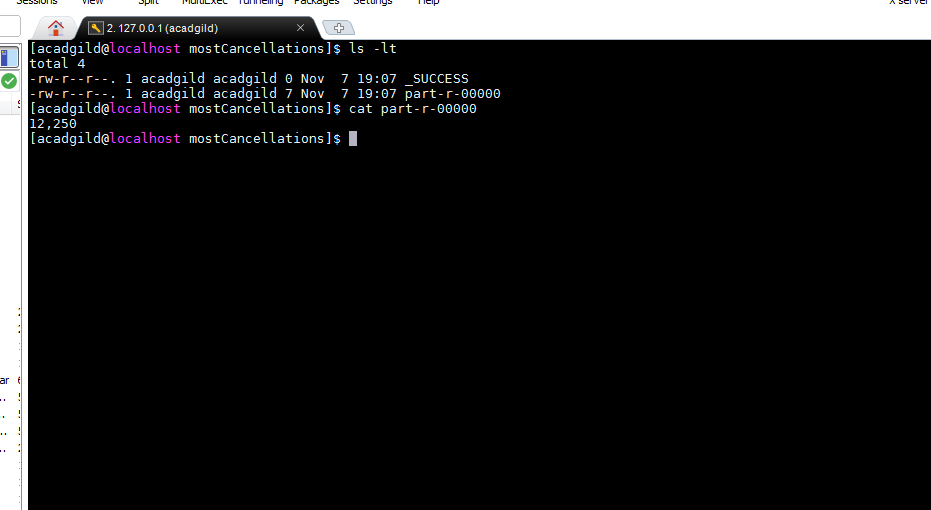 Sessions View Split MultiExec Tunneling Packages Settings Help X server
2. 127.0.0.1 (acadgild)
[acadgild@localhost mostCancellations]$ ls -lt
total 4
-rw-r--r--. 1 acadgild acadgild 0 Nov  7 19:07 _SUCCESS
-rw-r--r--. 1 acadgild acadgild 7 Nov  7 19:07 part-r-00000
[acadgild@localhost mostCancellations]$ cat part-r-00000
12,250
[acadgild@localhost mostCancellations]$